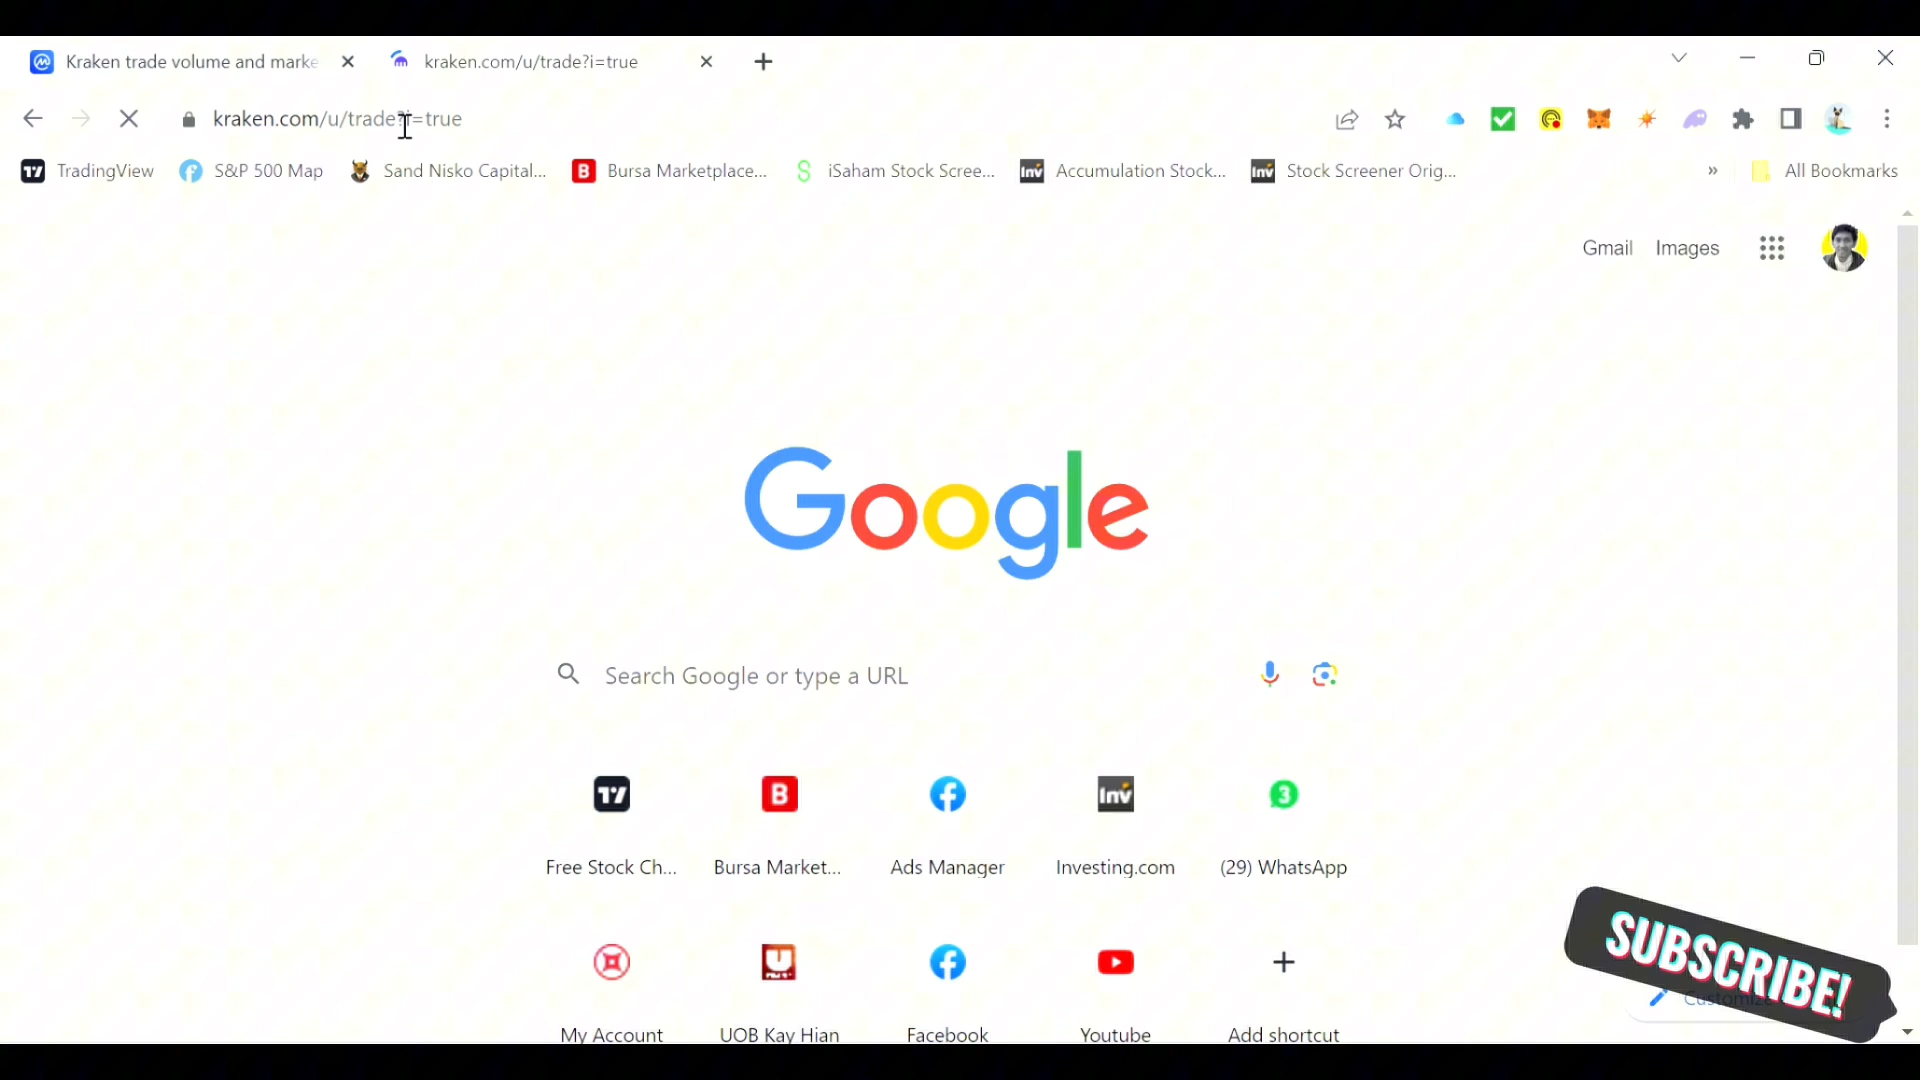 Kraken trade volume and marke
kraken.com/u/trade?i=true
kraken.com/u/trade?i=true
TradingView
S&P 500 Map
Sand Nisko Capital...
Bursa Marketplace...
iSaham Stock Scree...
Accumulation Stock...
Stock Screener Orig...
»
All Bookmarks
Gmail
Images
Google
Search Google or type a URL
Free Stock Ch...
Bursa Market...
Ads Manager
Investing.com
(29) WhatsApp
My Account
UOB Kay Hian
Facebook
Youtube
Add shortcut
SUBSCRIBE!
Customize